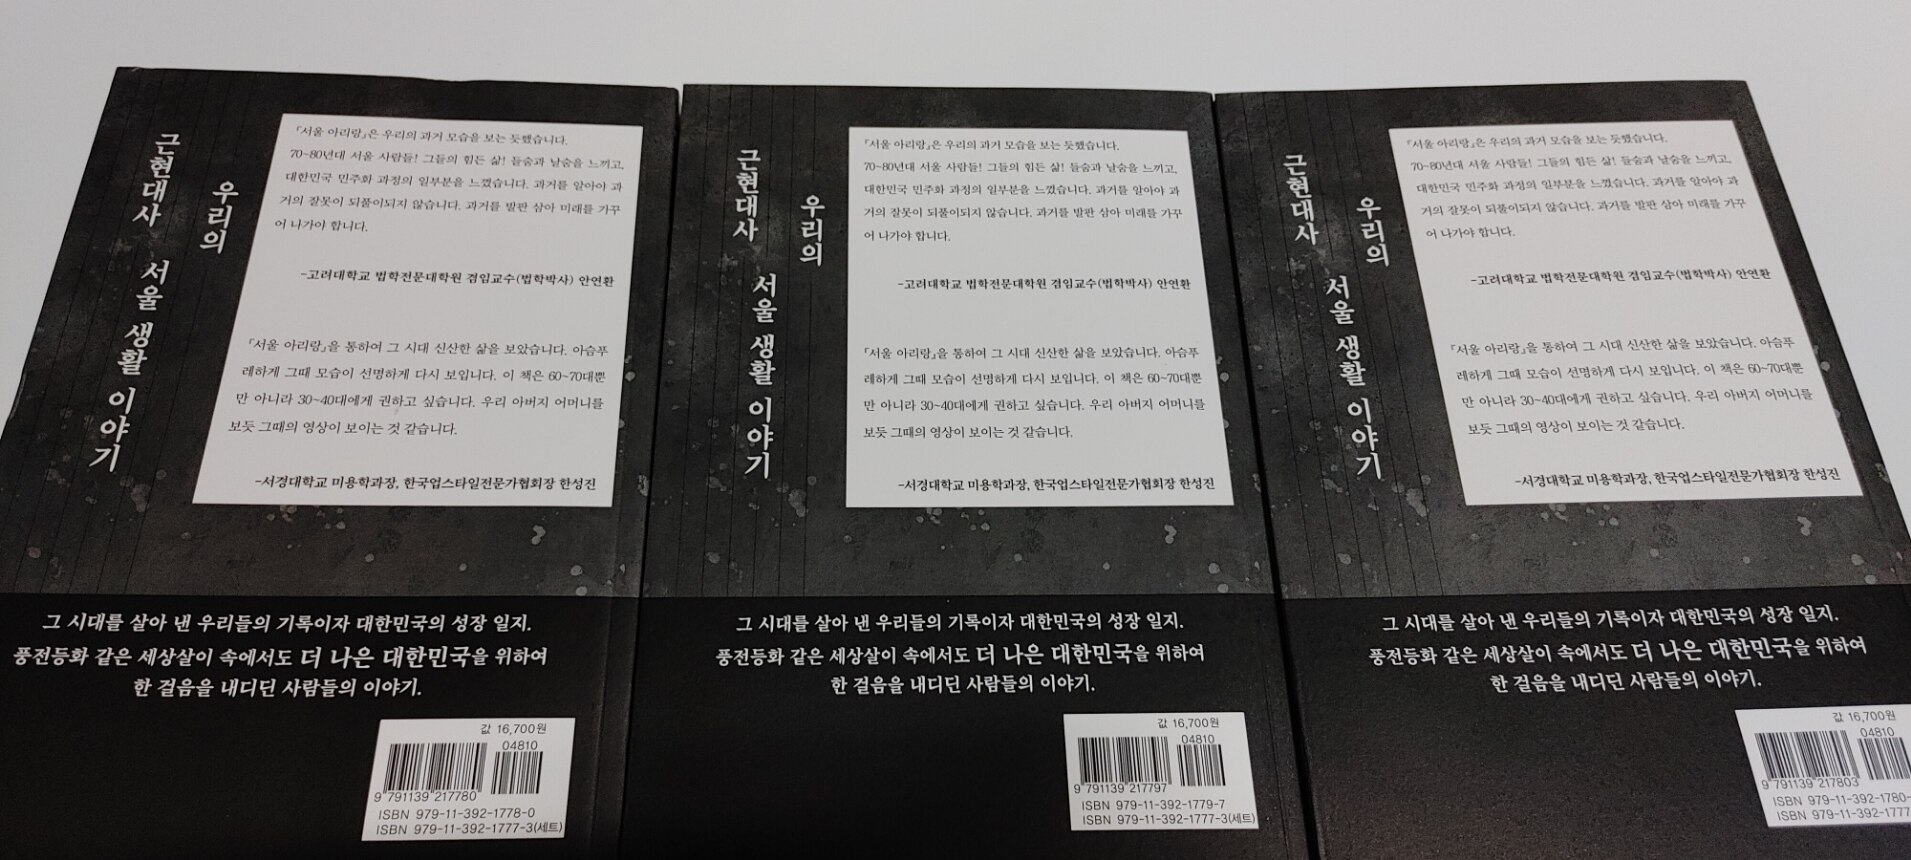 우리의
근현대사 서울 생활 이야기
『서울 아리랑』은 우리의 과거 모습을 보는 듯했습니다.
70~80년대 서울 사람들! 그들의 힘든 삶! 들숨과 날숨을 느끼고,
대한민국 민주화 과정의 일부분을 느꼈습니다. 과거를 알아야 과
거의 잘못이 되풀이되지 않습니다. 과거를 발판 삼아 미래를 가꾸
어 나가야 합니다.
-고려대학교 법학전문대학원 겸임교수(법학박사) 안연환
『서울 아리랑』을 통하여 그 시대 신산한 삶을 보았습니다. 아슴푸
레하게 그때 모습이 선명하게 다시 보입니다. 이 책은 60~70대뿐
만 아니라 30~40대에게 권하고 싶습니다. 우리 아버지 어머니를
보듯 그때의 영상이 보이는 것 같습니다.
-서경대학교 미용학과장, 한국업스타일전문가협회장 한성진
그 시대를 살아 낸 우리들의 기록이자 대한민국의 성장 일지.
풍전등화 같은 세상살이 속에서도 더 나은 대한민국을 위하여
한 걸음을 내디딘 사람들의 이야기.
값 16,700원
04810
9 791139 217780
ISBN 979-11-392-1778-0
ISBN 979-11-392-1777-3(세트)
우리의
근현대사 서울 생활 이야기
『서울 아리랑』은 우리의 과거 모습을 보는 듯했습니다.
70~80년대 서울 사람들! 그들의 힘든 삶! 들숨과 날숨을 느끼고,
대한민국 민주화 과정의 일부분을 느꼈습니다. 과거를 알아야 과
거의 잘못이 되풀이되지 않습니다. 과거를 발판 삼아 미래를 가꾸
어 나가야 합니다.
-고려대학교 법학전문대학원 겸임교수(법학박사) 안연환
『서울 아리랑』을 통하여 그 시대 신산한 삶을 보았습니다. 아슴푸
레하게 그때 모습이 선명하게 다시 보입니다. 이 책은 60~70대뿐
만 아니라 30~40대에게 권하고 싶습니다. 우리 아버지 어머니를
보듯 그때의 영상이 보이는 것 같습니다.
-서경대학교 미용학과장, 한국업스타일전문가협회장 한성진
그 시대를 살아 낸 우리들의 기록이자 대한민국의 성장 일지.
풍전등화 같은 세상살이 속에서도 더 나은 대한민국을 위하여
한 걸음을 내디딘 사람들의 이야기.
값 16,700원
04810
9 791139 217797
ISBN 979-11-392-1779-7
ISBN 979-11-392-1777-3(세트)
우리의
근현대사 서울 생활 이야기
『서울 아리랑』은 우리의 과거 모습을 보는 듯했습니다.
70~80년대 서울 사람들! 그들의 힘든 삶! 들숨과 날숨을 느끼고,
대한민국 민주화 과정의 일부분을 느꼈습니다. 과거를 알아야 과
거의 잘못이 되풀이되지 않습니다. 과거를 발판 삼아 미래를 가꾸
어 나가야 합니다.
-고려대학교 법학전문대학원 겸임교수(법학박사) 안연환
『서울 아리랑』을 통하여 그 시대 신산한 삶을 보았습니다. 아슴푸
레하게 그때 모습이 선명하게 다시 보입니다. 이 책은 60~70대뿐
만 아니라 30~40대에게 권하고 싶습니다. 우리 아버지 어머니를
보듯 그때의 영상이 보이는 것 같습니다.
-서경대학교 미용학과장, 한국업스타일전문가협회장 한성진
그 시대를 살아 낸 우리들의 기록이자 대한민국의 성장 일지.
풍전등화 같은 세상살이 속에서도 더 나은 대한민국을 위하여
한 걸음을 내디딘 사람들의 이야기.
값 16,700원
04810
9 791139 217803
ISBN 979-11-392-1780-
ISBN 979-11-392-1777